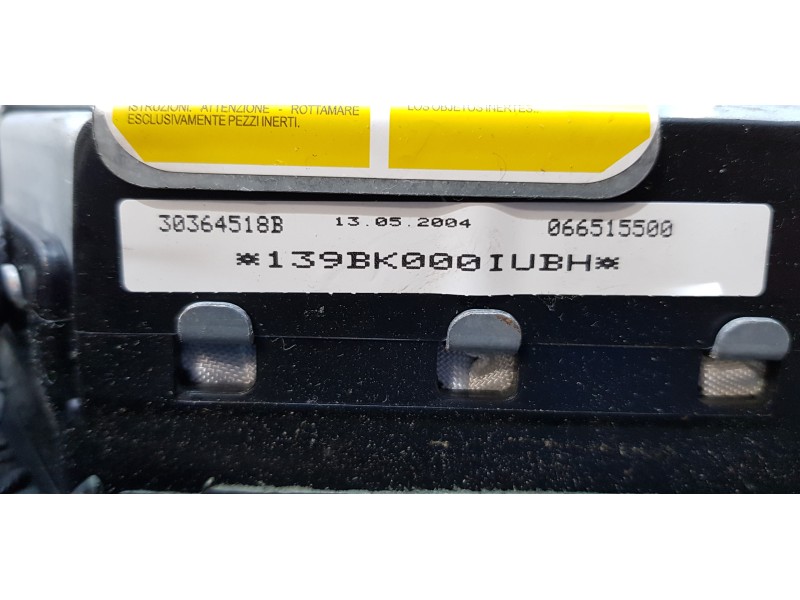 ISTRUZIONI. ATTENZIONE - ROTTAMARE
ESCLUSIVAMENTE PEZZI INERTI.
LOS OBJETOS INERTES.
30364518B 13.05.2004 066515500
*139BK000IUBH*